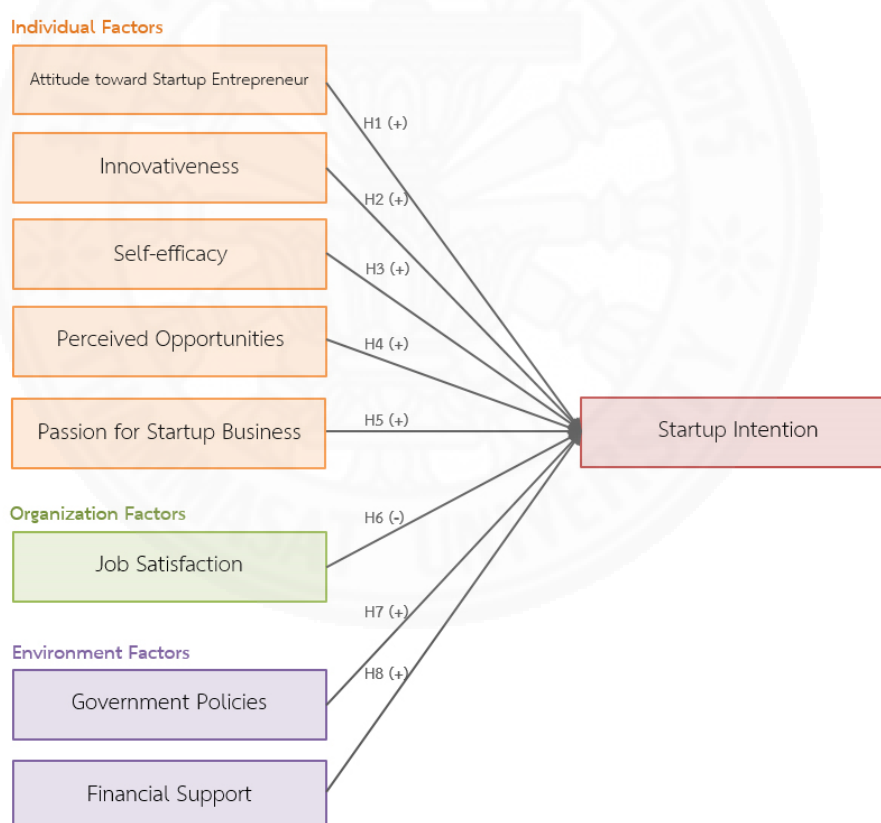 Individual Factors
Attitude toward Startup Entrepreneur
H1 (+)
Innovativeness
H2 (+)
Self-efficacy
H3 (+)
Perceived Opportunities
H4 (+)
Passion for Startup Business
H5 (+)
Startup Intention
Organization Factors
H6 (-)
Job Satisfaction
H7 (+)
Environment Factors
H8 (+)
Government Policies
Financial Support